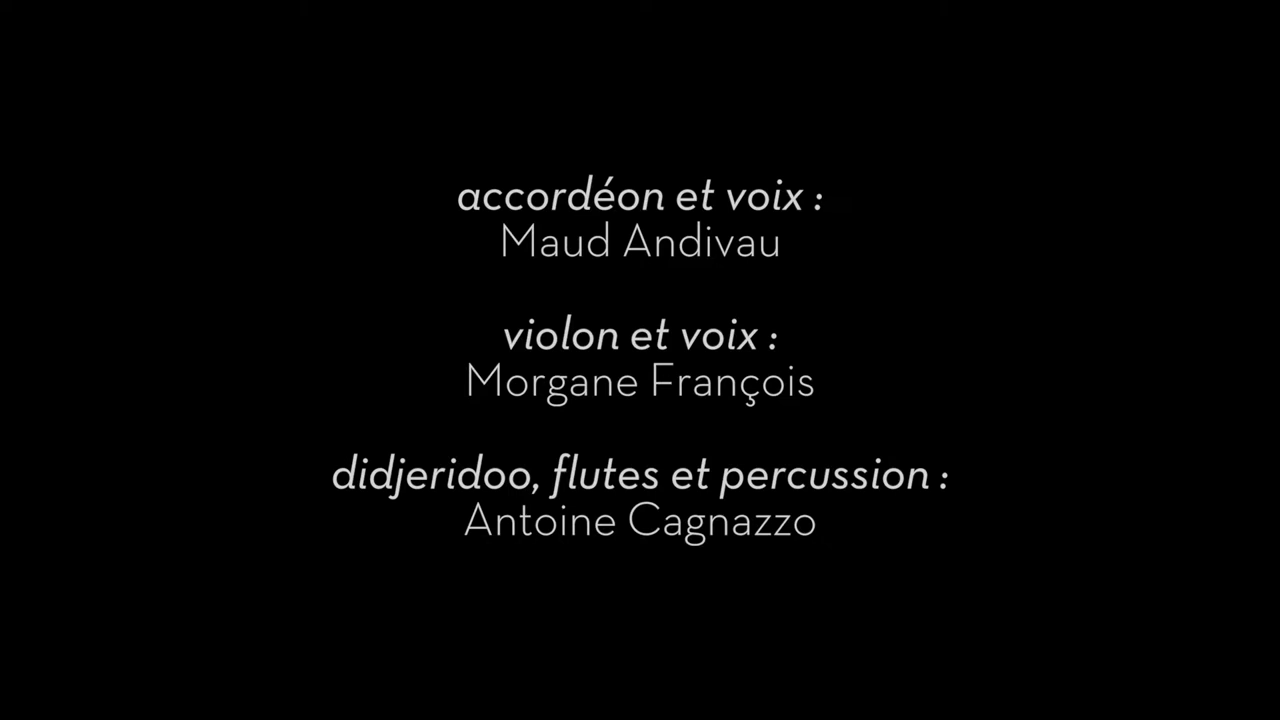 accordéon et voix :
Maud Andivau
violon et voix :
Morgane François
didjeridoo, flutes et percussion :
Antoine Cagnazzo